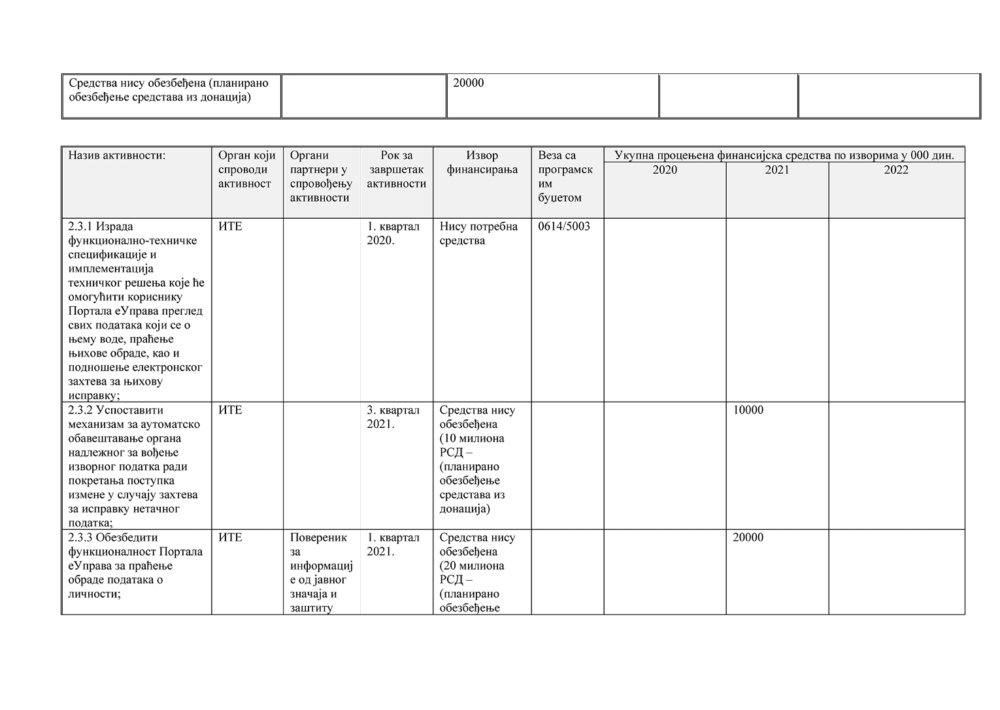 Средства нису обезбеђена (планирано
обезбеђење средстава из донација)
20000
Назив активности:
Орган који
спроводи
активност
Органи
партнери у
спровођењу
активности
Рок за
завршетак
активности
Извор
финансирања
Веза са
програмск
им
буџетом
Укупна процењена финансијска средства по изворима у 000 дин.
2020
2021
2022
2.3.1 Израда
функционално-техничке
спецификације и
имплементација
техничког решења које ће
омогућити кориснику
Портала еУправа преглед
свих података који се о
њему воде, праћење
њихове обраде, као и
подношење електронског
захтева за њихову
исправку;
ИТЕ
1. квартал
2020.
Нису потребна
средства
0614/5003
2.3.2 Успоставити
механизам за аутоматско
обавештавање органа
надлежног за вођење
изворног податка ради
покретања поступка
измене у случају захтева
за исправку нетачног
податка;
ИТЕ
3. квартал
2021.
Средства нису
обезбеђена
(10 милиона
РСД –
(планирано
обезбеђење
средстава из
донација)
10000
2.3.3 Обезбедити
функционалност Портала
еУправа за праћење
обраде података о
личности;
ИТЕ
Повереник
за
информациј
е од јавног
значаја и
заштиту
1. квартал
2021.
Средства нису
обезбеђена
(20 милиона
РСД –
(планирано
обезбеђење
20000